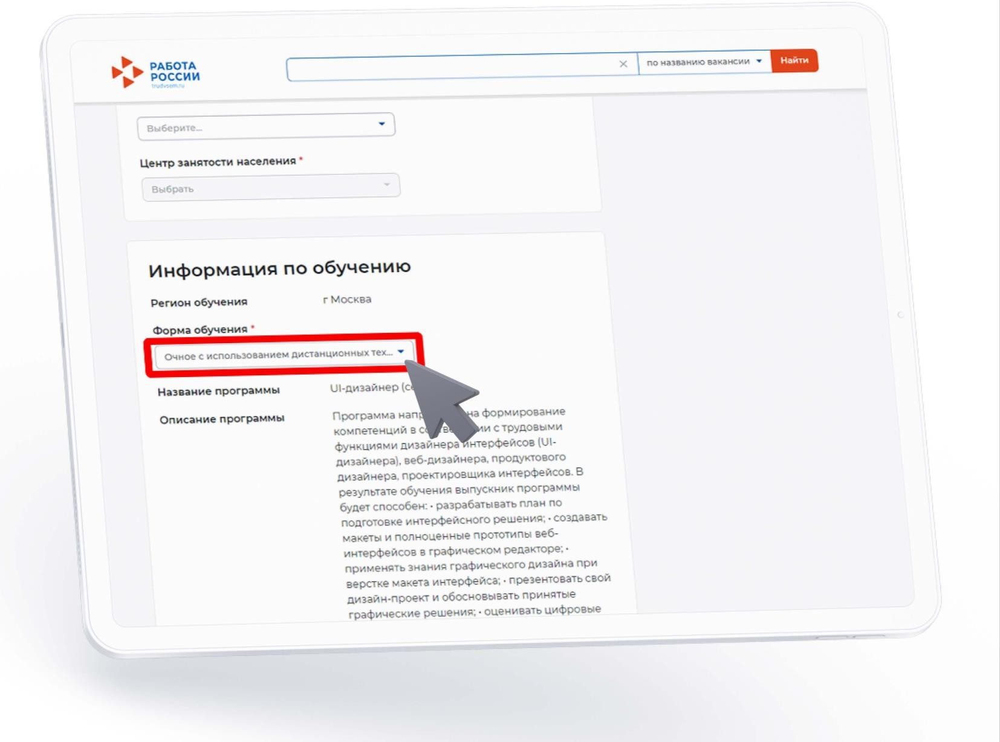 РАБОТА
РОССИИ
trudvsem.ru
по названию вакансии
Найти
Выберите...
Центр занятости населения *
Выбрать
Информация по обучению
Регион обучения г Москва
Форма обучения *
Очное с использованием дистанционных тех...
Название программы UI-дизайнер
Описание программы Программа на формирование
компетенций в с трудовыми
функциями дизайнера интерфейсов (UI-
дизайнера), веб-дизайнера, продуктового
дизайнера, проектировщика интерфейсов. В
результате обучения выпускник программы
будет способен: • разрабатывать план по
подготовке интерфейсного решения; • создавать
макеты и полноценные прототипы веб-
интерфейсов в графическом редакторе; •
применять знания графического дизайна при
верстке макета интерфейса; • презентовать свой
дизайн-проект и обосновывать принятые
графические решения; • оценивать цифровые